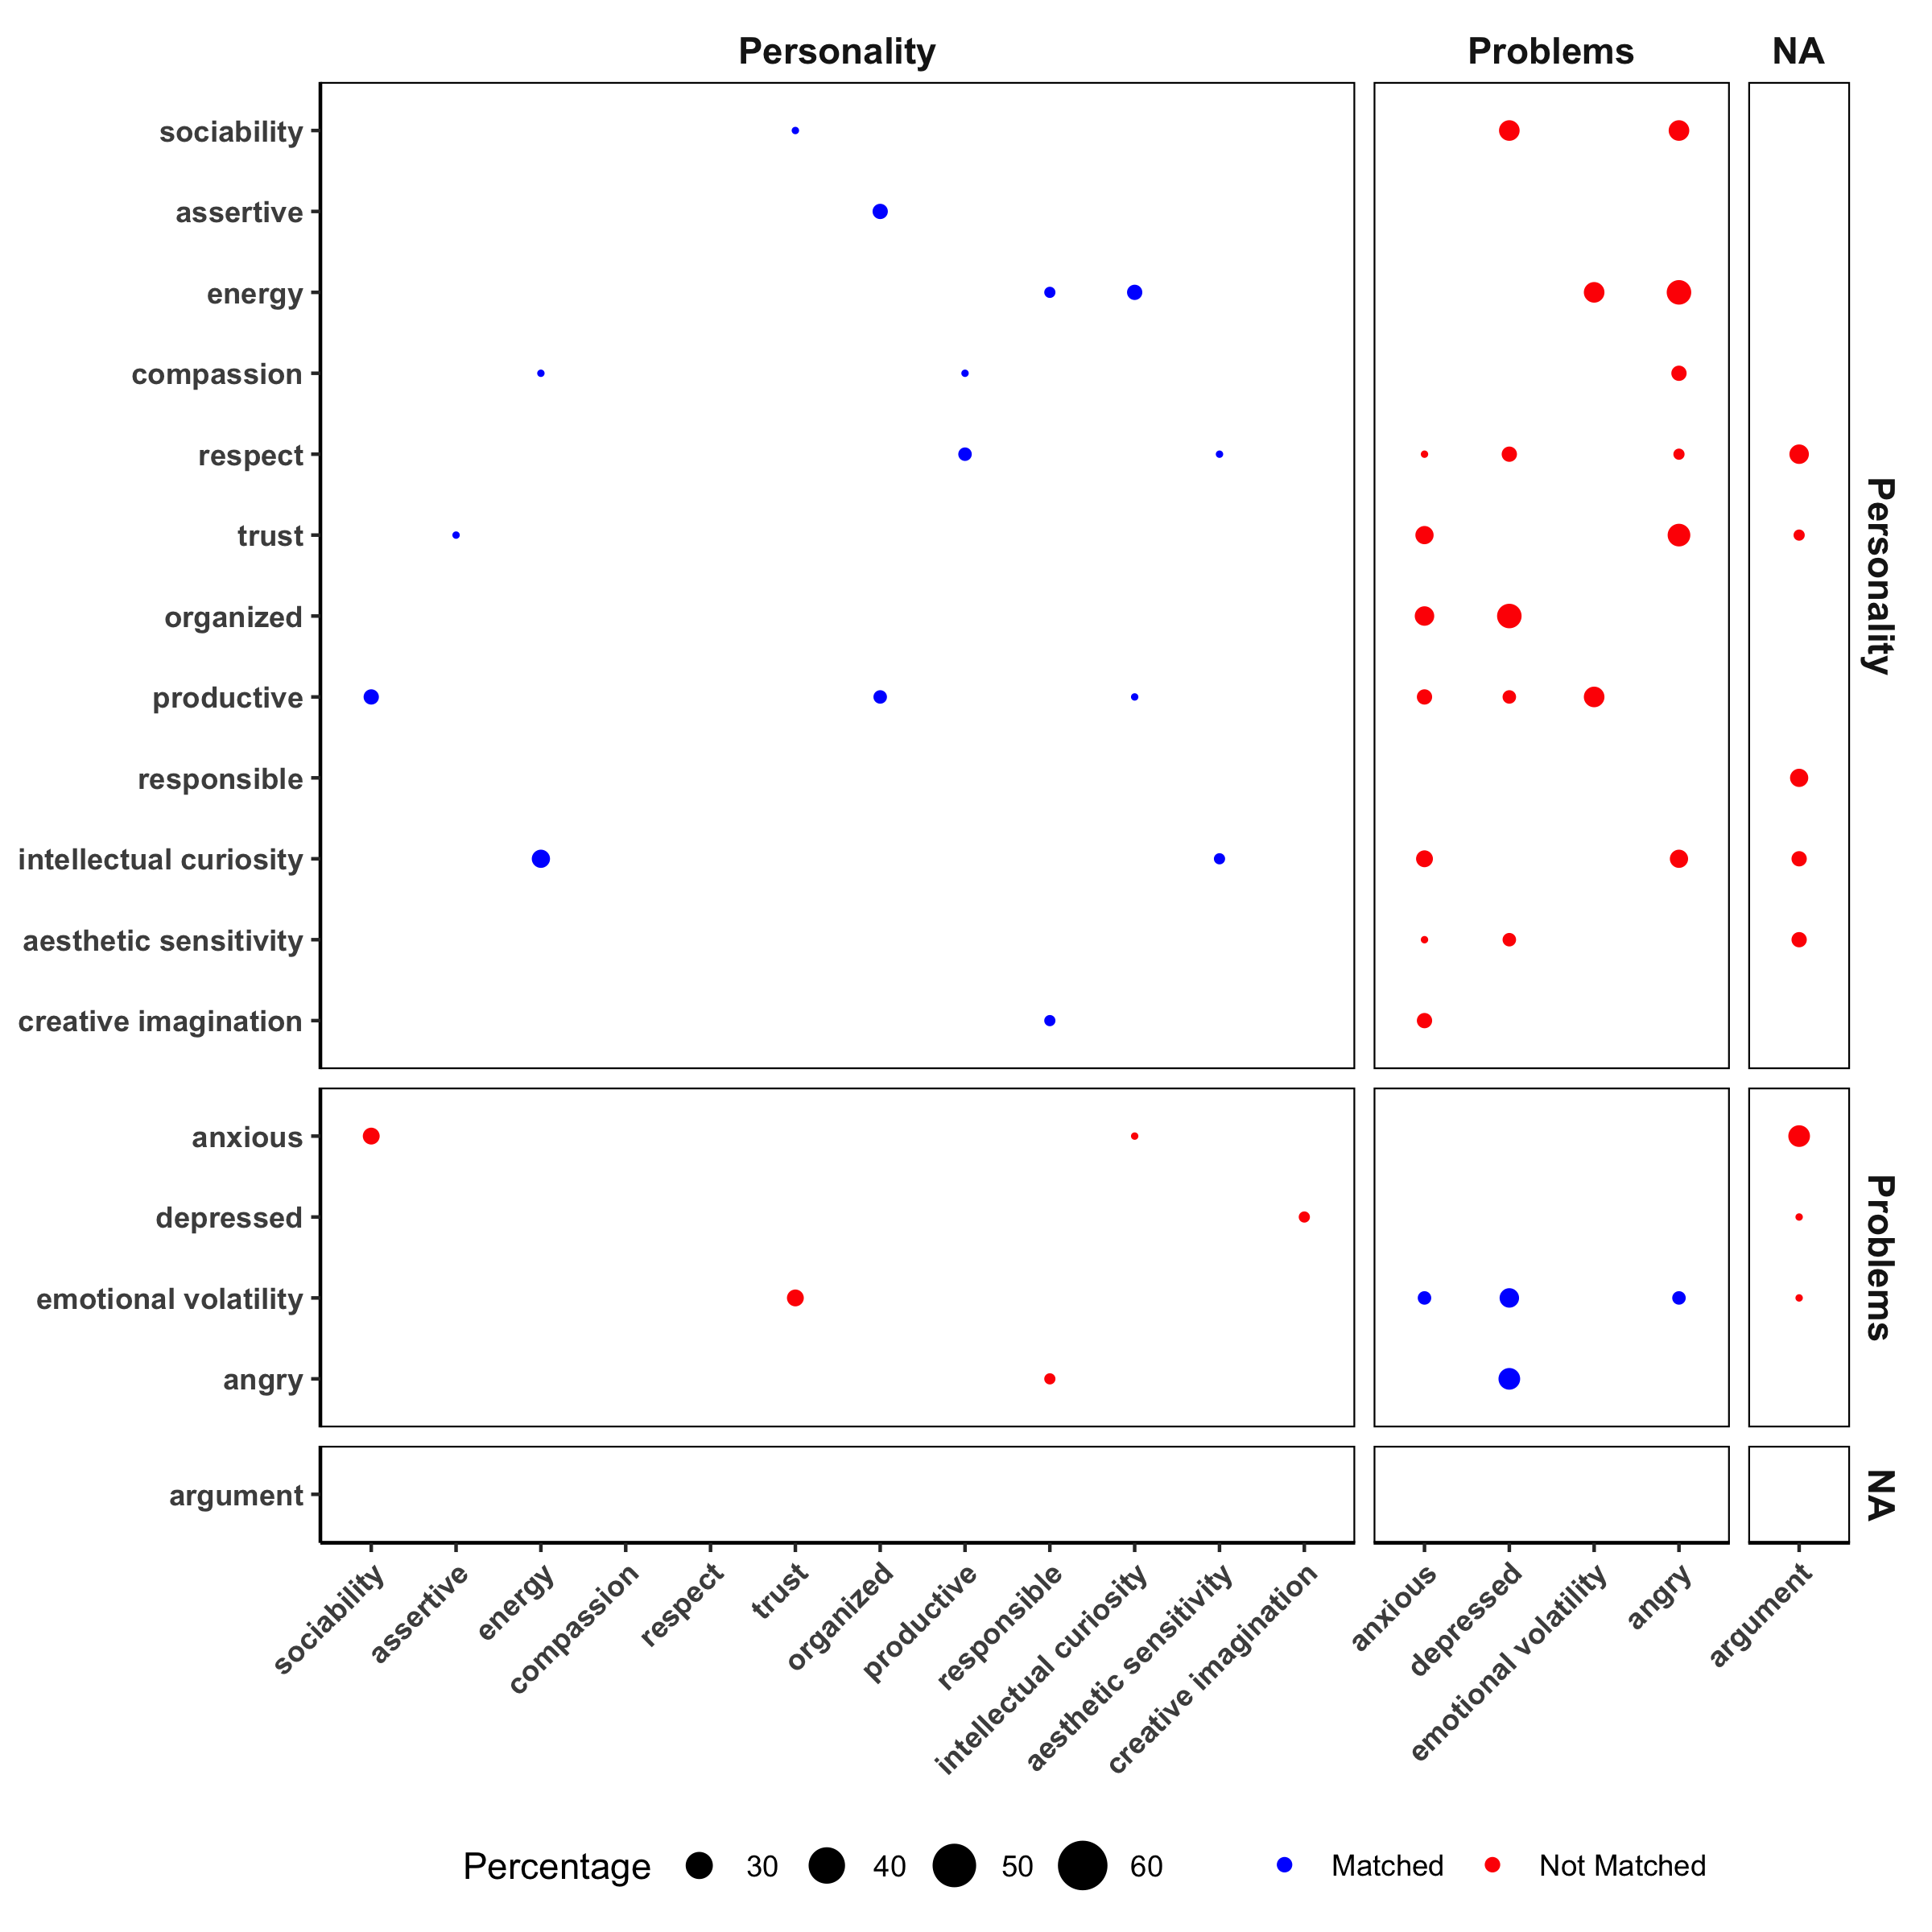 Personality Problems NA
sociability
assertive
energy
compassion
respect
trust
organized
productive
responsible
intellectual curiosity
aesthetic sensitivity
creative imagination
Personality
anxious
depressed
emotional volatility
angry
Problems
argument
NA
sociability
assertive
energy
compassion
respect
trust
organized
productive
responsible
intellectual curiosity
aesthetic sensitivity
creative imagination
anxious
depressed
emotional volatility
angry
argument
Percentage 30 40 50 60 Matched Not Matched